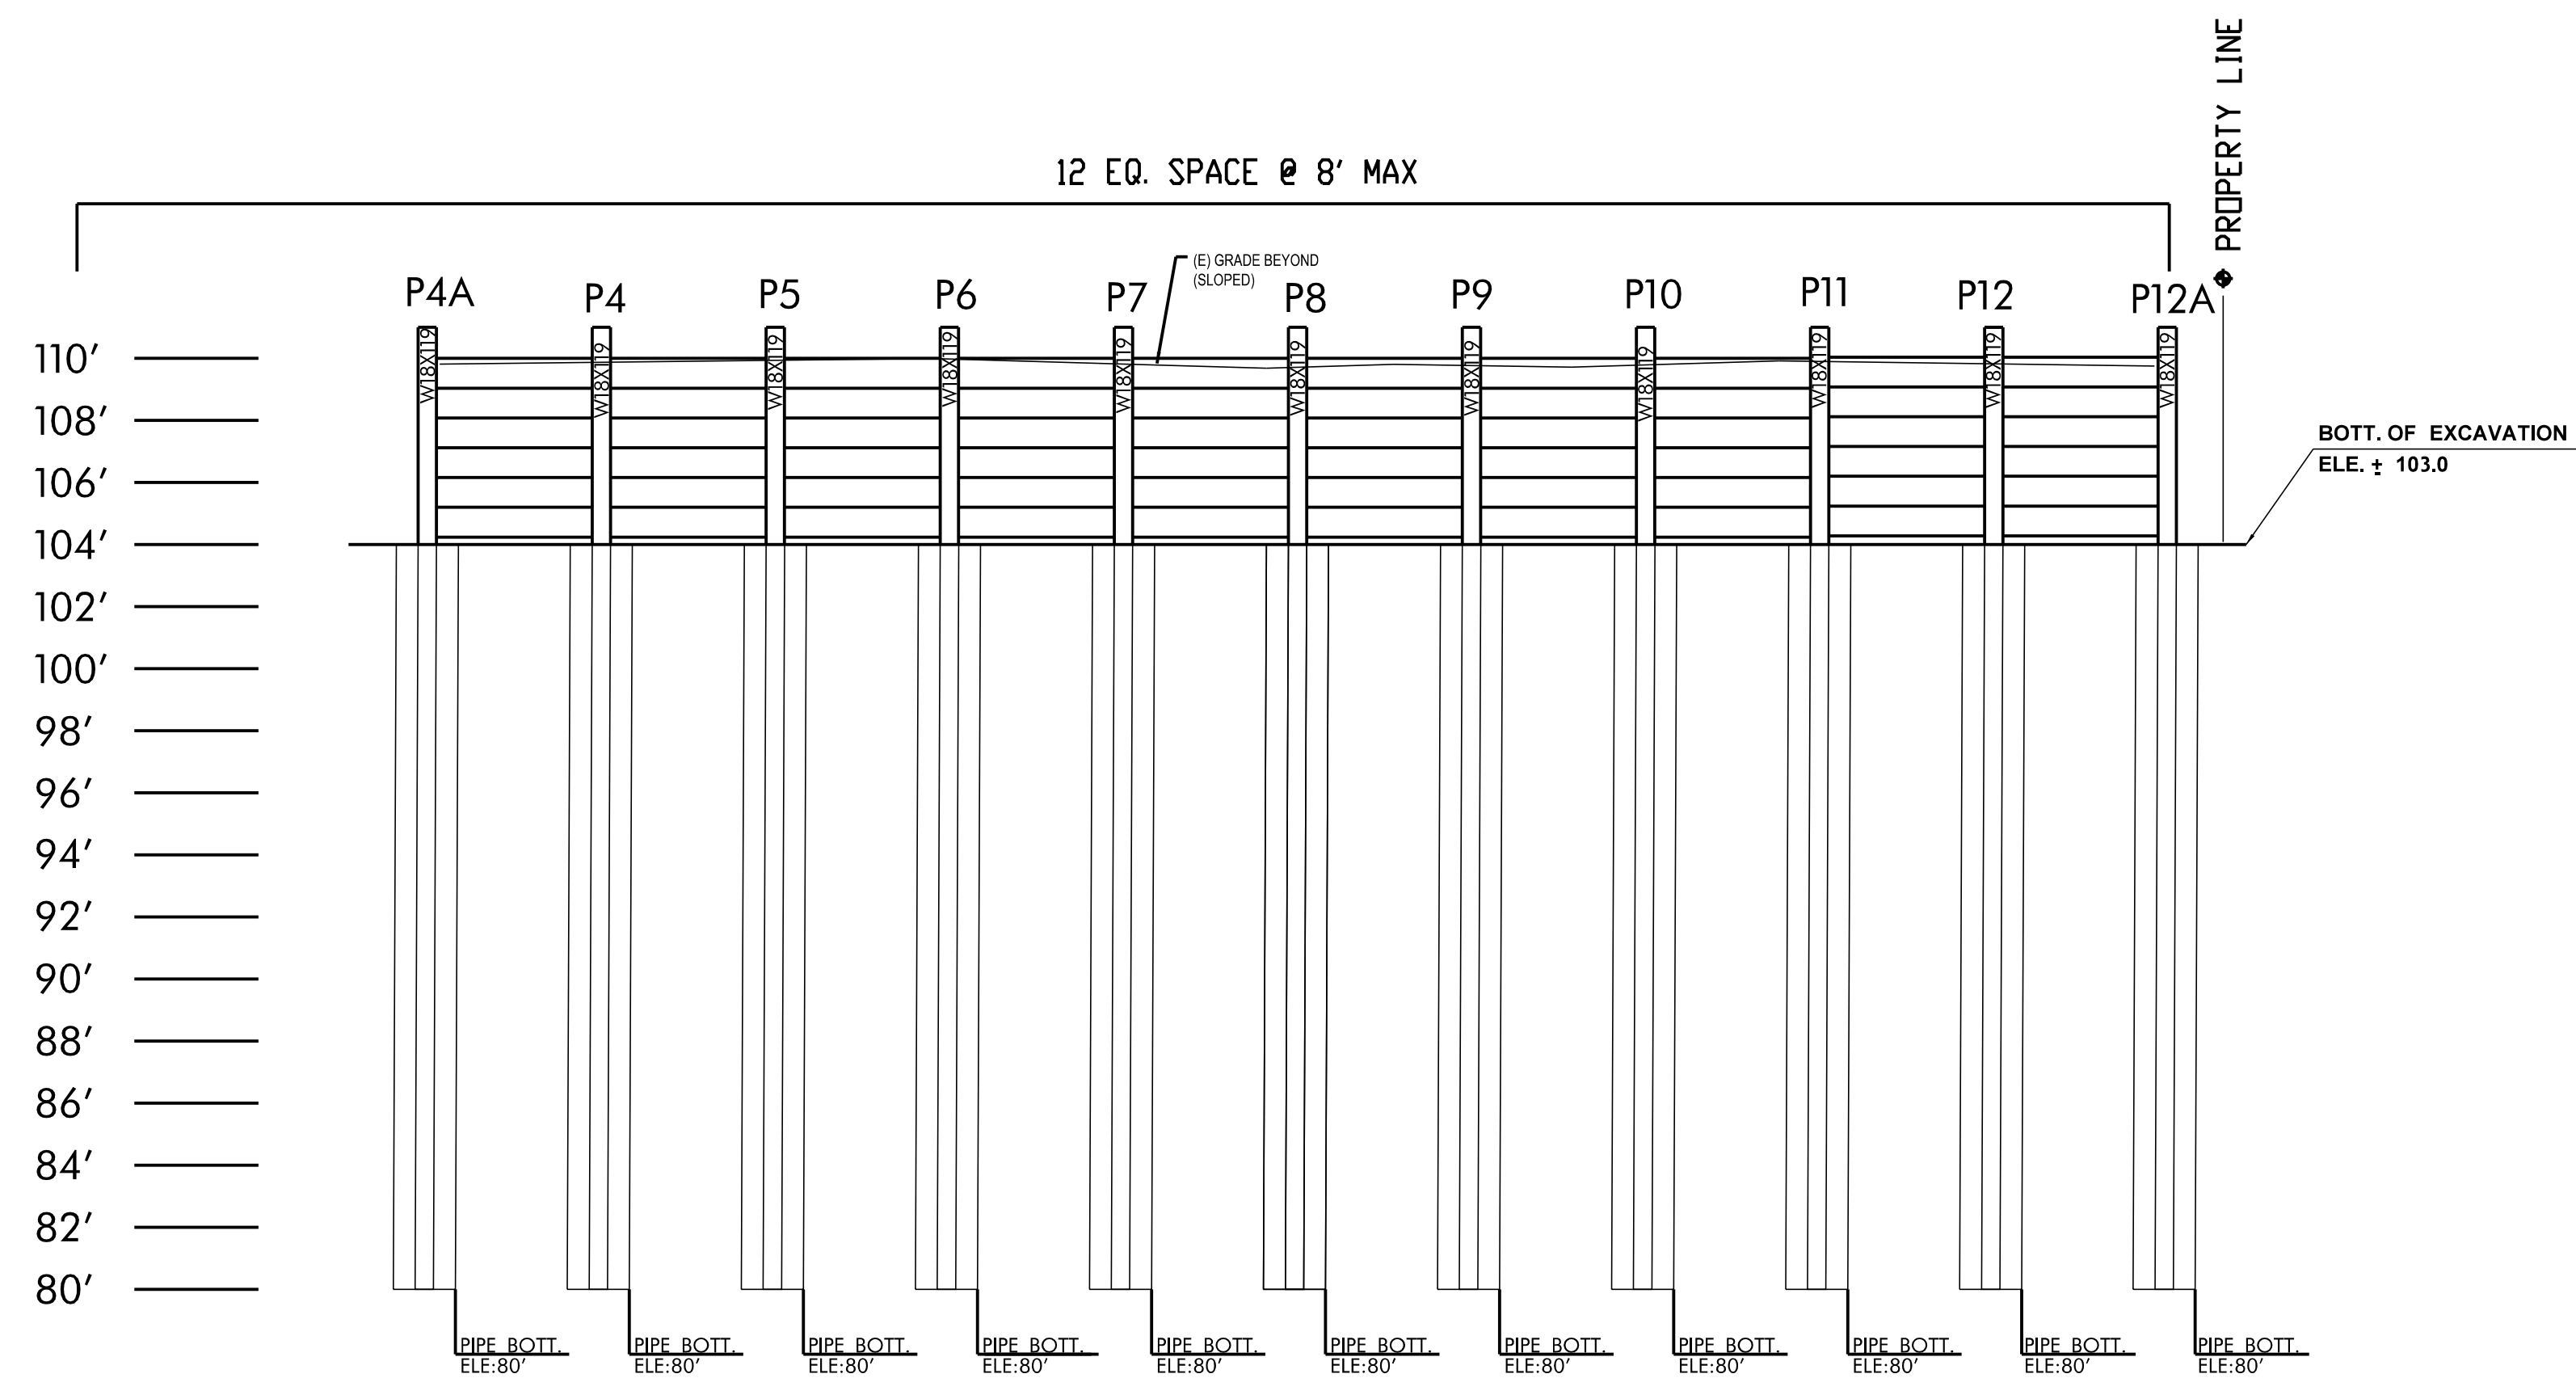 PROPERTY LINE
12 EQ. SPACE @ 8' MAX
(E) GRADE BEYOND
(SLOPED)
P4A
P4
P5
P6
P7
P8
P9
P10
P11
P12
P12A
W18X119
W18X119
W18X119
W18X119
W18X119
W18X119
W18X119
W18X119
W18X119
W18X119
W18X119
110'
108'
106'
104'
102'
100'
98'
96'
94'
92'
90'
88'
86'
84'
82'
80'
BOTT. OF EXCAVATION
ELE. ± 103.0
PIPE BOTT.
ELE:80'
PIPE BOTT.
ELE:80'
PIPE BOTT.
ELE:80'
PIPE BOTT.
ELE:80'
PIPE BOTT.
ELE:80'
PIPE BOTT.
ELE:80'
PIPE BOTT.
ELE:80'
PIPE BOTT.
ELE:80'
PIPE BOTT.
ELE:80'
PIPE BOTT.
ELE:80'
PIPE BOTT.
ELE:80'